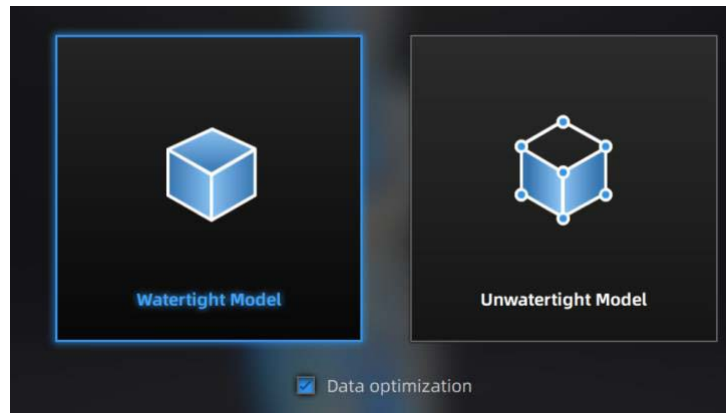 Watertight Model
Unwatertight Model
Data optimization